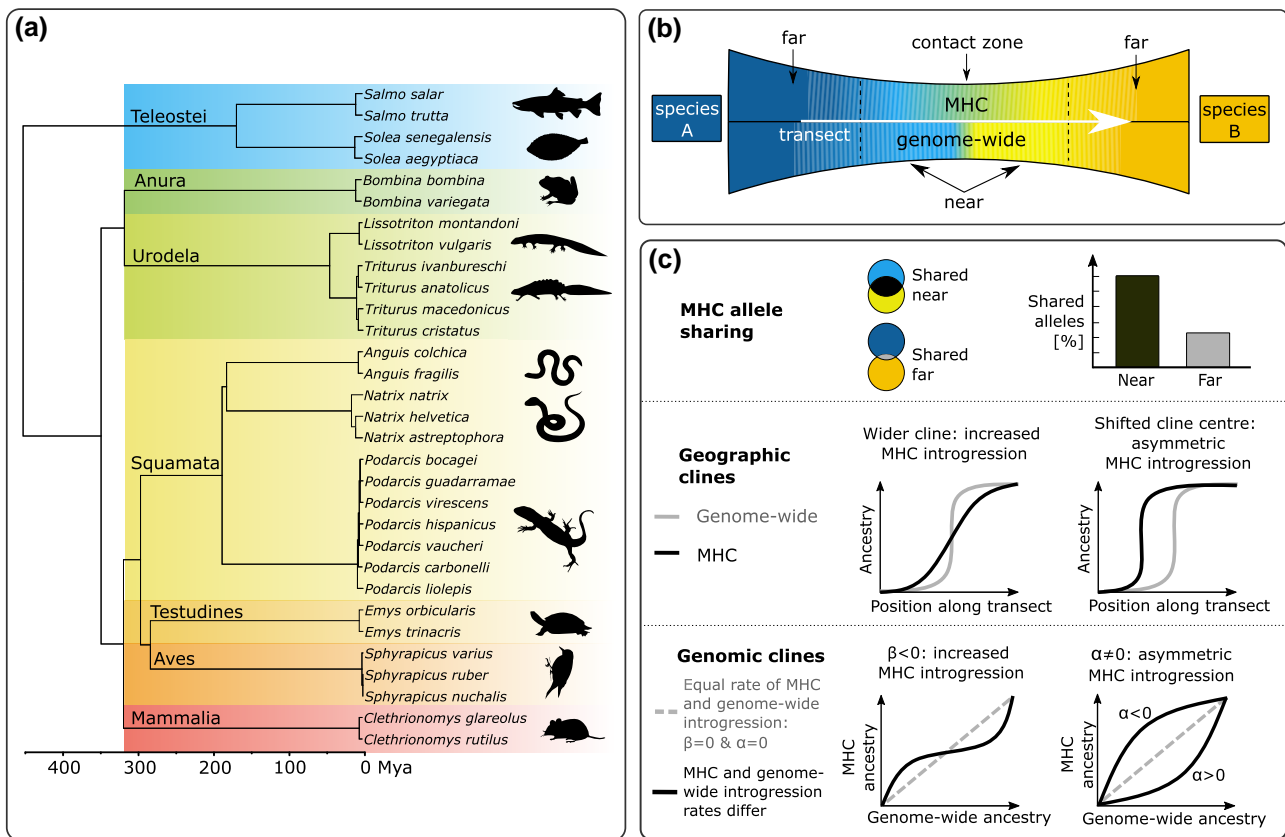 (a)
Teleostei
Salmo salar
Salmo trutta
Solea senegalensis
Solea aegyptiaca
Anura
Bombina bombina
Bombina variegata
Urodela
Lissotriton montandoni
Lissotriton vulgaris
Triturus ivanbureschi
Triturus anatolicus
Triturus macedonicus
Triturus cristatus
Squamata
Anguis colchica
Anguis fragilis
Natrix natrix
Natrix helvetica
Natrix astreptophora
Podarcis bocagei
Podarcis guadarramae
Podarcis virescens
Podarcis hispanicus
Podarcis vaucheri
Podarcis carbonelli
Podarcis liolepis
Testudines
Emys orbicularis
Emys trinacris
Aves
Sphyrapicus varius
Sphyrapicus ruber
Sphyrapicus nuchalis
Mammalia
Clethrionomys glareolus
Clethrionomys rutilus
400 300 200 100 0 Mya
(b)
far
contact zone
far
species
A
MHC
transect
genome-wide
species
B
near
(c)
MHC allele
sharing
Shared
near
Shared
far
Shared
alleles
[%]
Near Far
Geographic
clines
Genome-wide
MHC
Wider cline: increased
MHC introgression
Ancestry
Position along transect
Shifted cline centre:
asymmetric
MHC introgression
Ancestry
Position along transect
Genomic clines
Equal rate of MHC
and genome-wide
introgression:
β=0 & α=0
MHC and genome-
wide introgression
rates differ
β<0: increased
MHC introgression
MHC
ancestry
Genome-wide ancestry
α≠0: asymmetric
MHC introgression
MHC
ancestry
α<0
α>0
Genome-wide ancestry